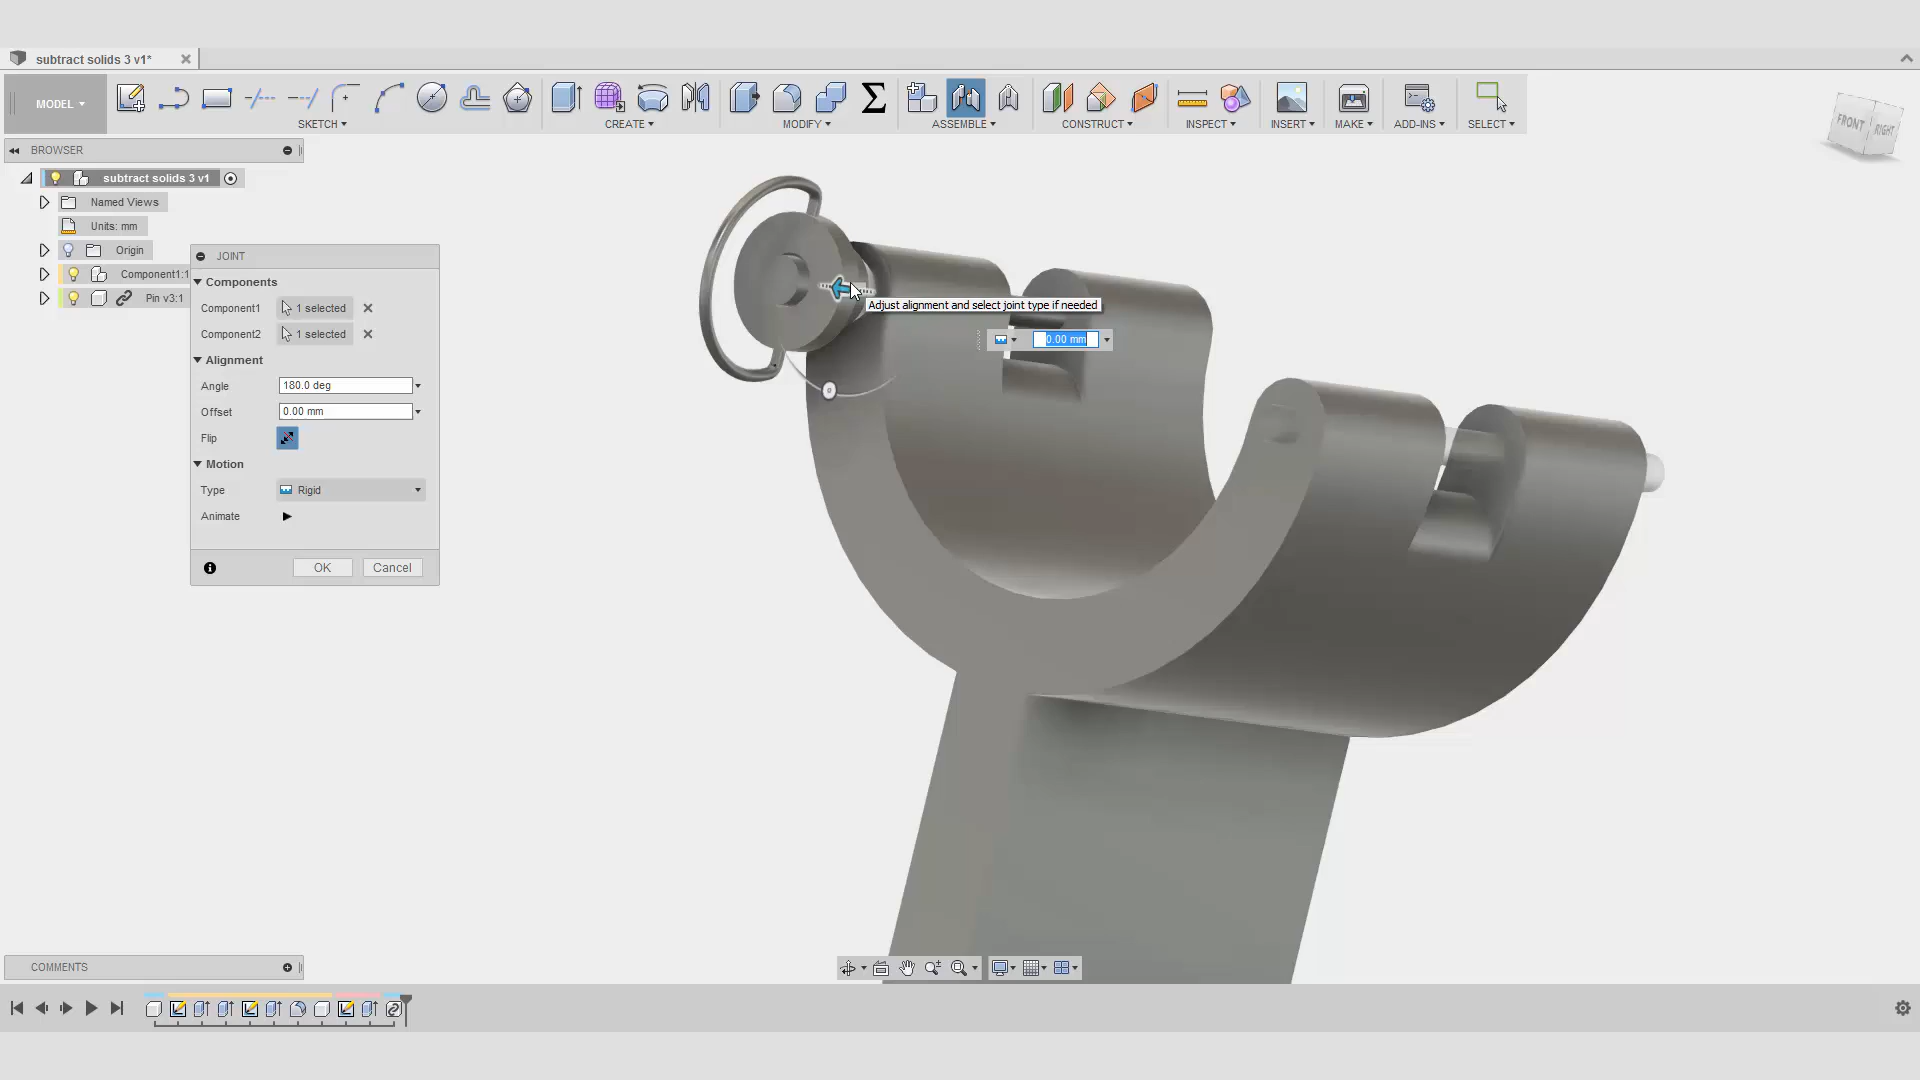 subtract solids 3 v1*
MODEL
SKETCH
CREATE
MODIFY
ASSEMBLE
CONSTRUCT
INSPECT
INSERT
MAKE
ADD-INS
SELECT
FRONT
RIGHT
BROWSER
subtract solids 3 v1
Named Views
Units: mm
Origin
Component1:1
Pin v3:1
JOINT
Components
Component1
1 selected
Component2
1 selected
Alignment
Angle
180.0 deg
Offset
0.00 mm
Flip
Motion
Type
Rigid
Animate
OK
Cancel
Adjust alignment and select joint type if needed
0.00 mm
COMMENTS